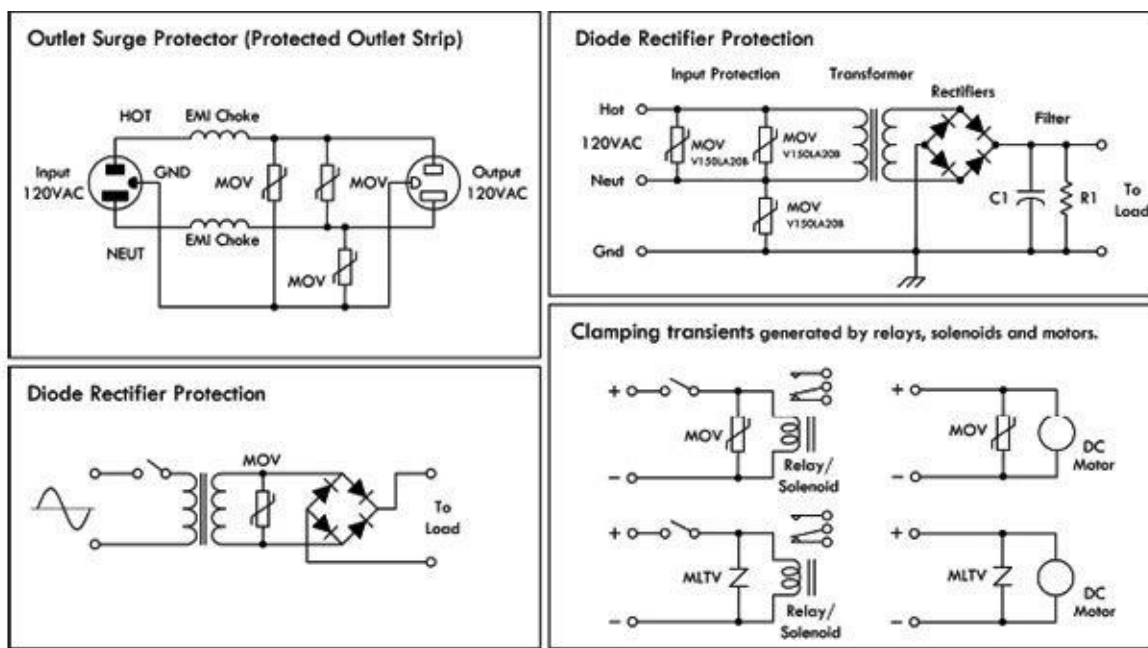 Outlet Surge Protector (Protected Outlet Strip)
HOT
EMI Choke
Input
120VAC
GND
MOV
MOV
Output
120VAC
EMI Choke
NEUT
MOV
Diode Rectifier Protection
Input Protection
Transformer
Rectifiers
Hot
Filter
120VAC
MOV
V150LA20B
MOV
V150LA20B
Neut
MOV
V150LA20B
C1
R1
To
Load
Gnd
Diode Rectifier Protection
MOV
To
Load
Clamping transients generated by relays, solenoids and motors.
+
MOV
Relay/
Solenoid
–
+
MOV
DC
Motor
–
+
MLTV
Relay/
Solenoid
–
+
MLTV
DC
Motor
–